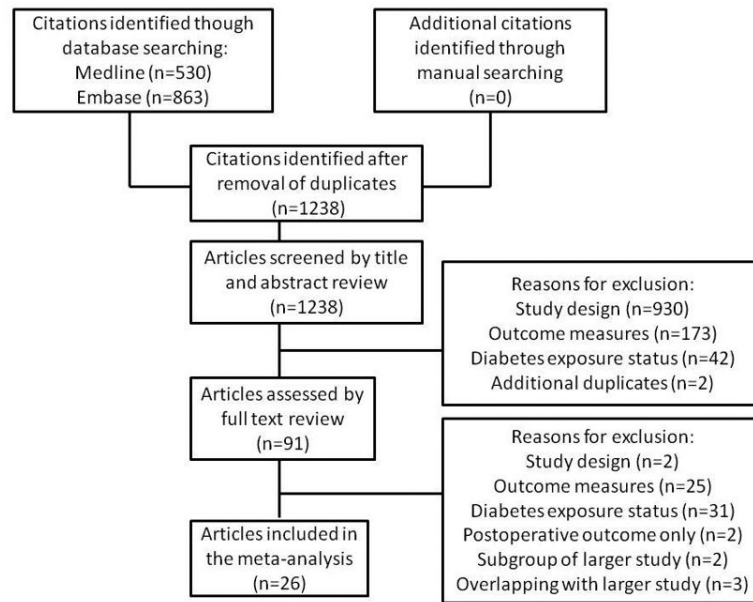 Citations identified though
database searching:
Medline (n=530)
Embase (n=863)
Additional citations
identified through
manual searching
(n=0)
Citations identified after
removal of duplicates
(n=1238)
Articles screened by title
and abstract review
(n=1238)
Reasons for exclusion:
Study design (n=930)
Outcome measures (n=173)
Diabetes exposure status (n=42)
Additional duplicates (n=2)
Articles assessed by
full text review
(n=91)
Reasons for exclusion:
Study design (n=2)
Outcome measures (n=25)
Diabetes exposure status (n=31)
Postoperative outcome only (n=2)
Subgroup of larger study (n=2)
Overlapping with larger study (n=3)
Articles included in
the meta-analysis
(n=26)